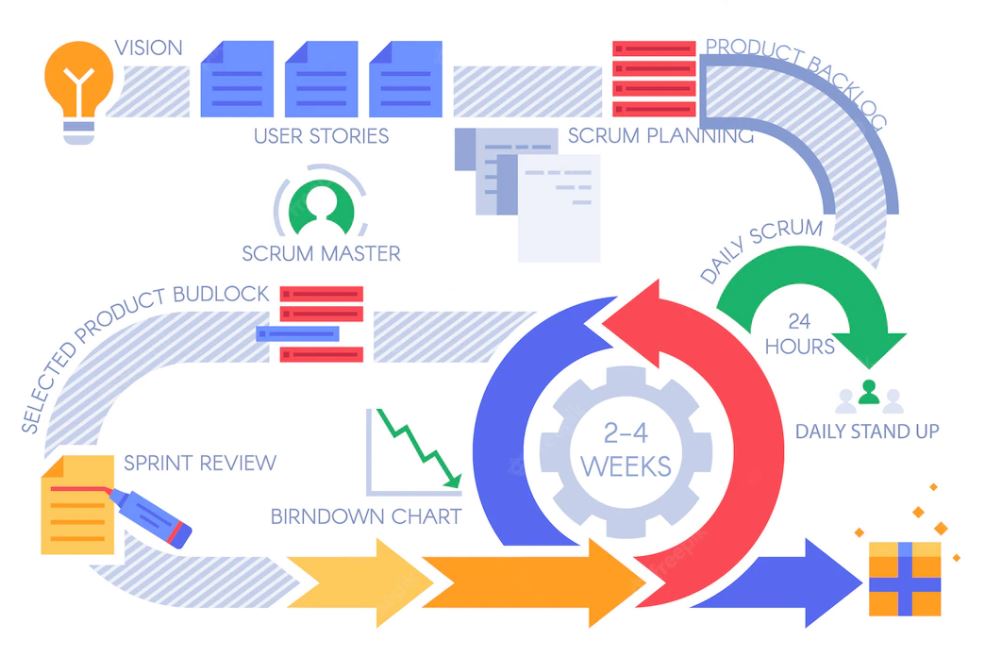 VISION
USER STORIES
SCRUM PLANNING
PRODUCT BACKLOG
SCRUM MASTER
DAILY SCRUM
24
HOURS
DAILY STAND UP
SELECTED PRODUCT BUDLOCK
2-4
WEEKS
SPRINT REVIEW
BIRNDOWN CHART